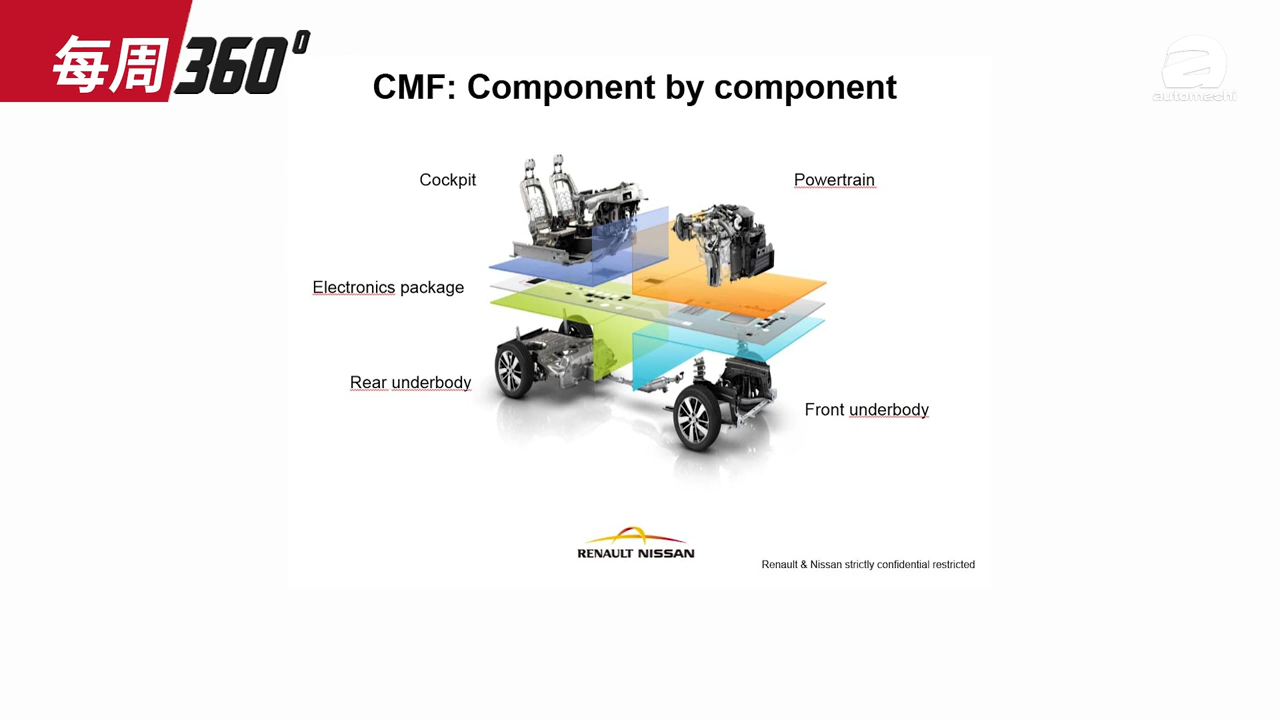 每周360°
automachi
CMF: Component by component
Cockpit
Powertrain
Electronics package
Rear underbody
Front underbody
RENAULT NISSAN
Renault & Nissan strictly confidential restricted